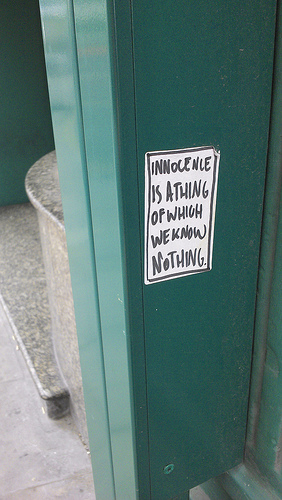 INNOCENCE
IS A THING
OF WHICH
WE KNOW
NOTHING.